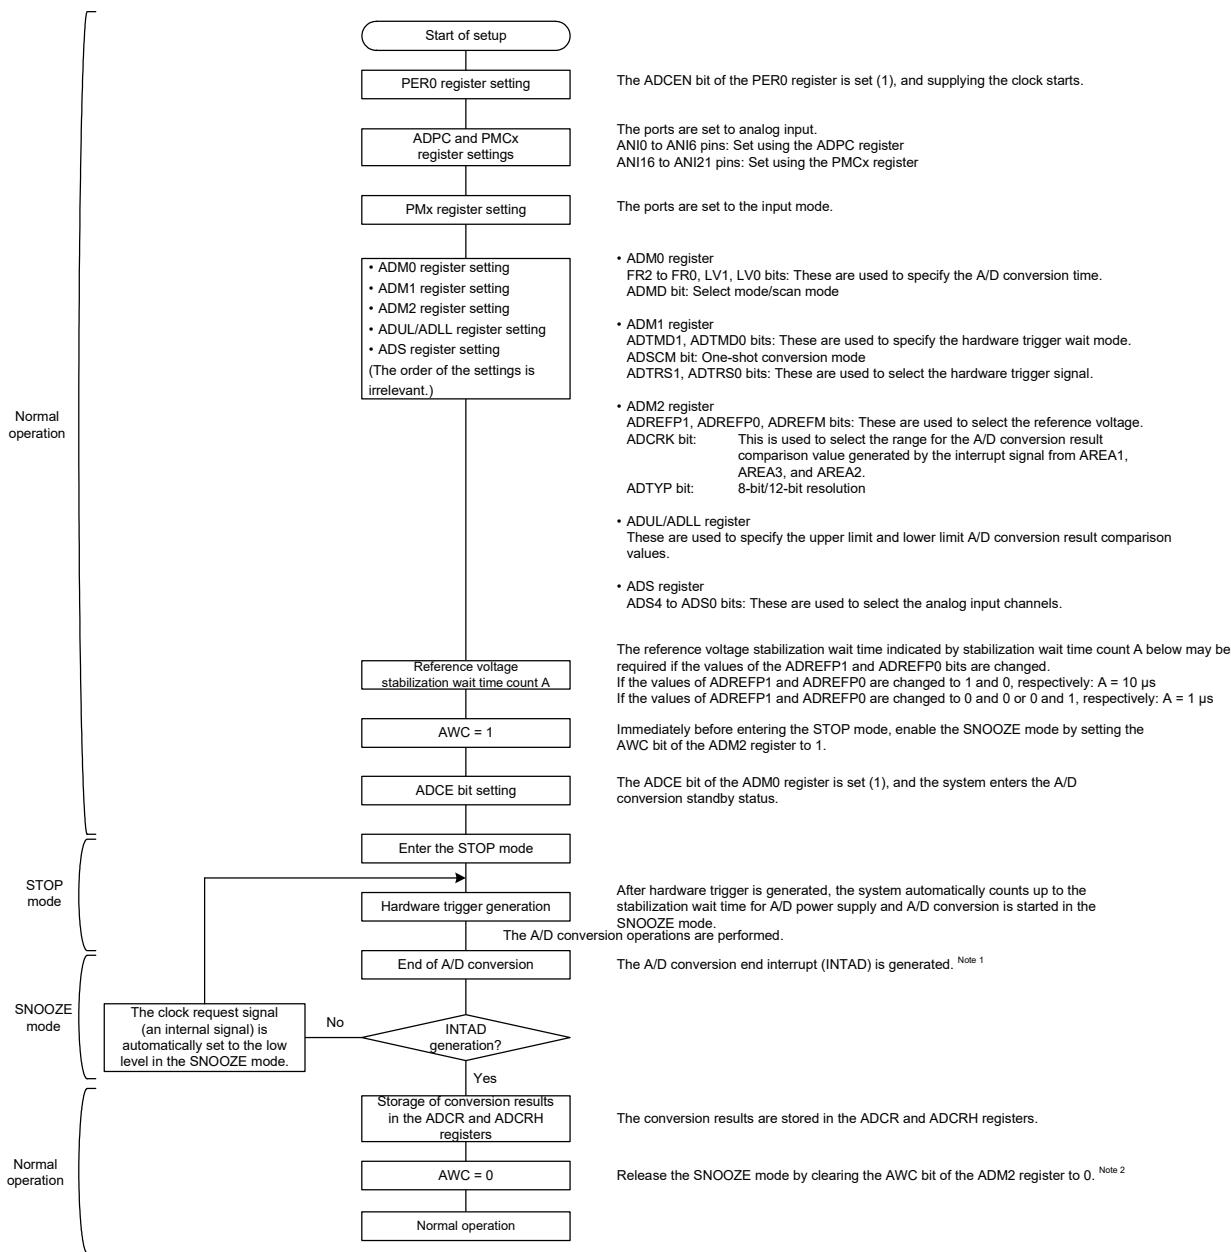 Start of setup
PER0 register setting
The ADCEN bit of the PER0 register is set (1), and supplying the clock starts.
ADPC and PMCx
register settings
The ports are set to analog input.
ANI0 to ANI6 pins: Set using the ADPC register
ANI16 to ANI21 pins: Set using the PMCx register
PMx register setting
The ports are set to the input mode.
• ADM0 register setting
• ADM1 register setting
• ADM2 register setting
• ADUL/ADLL register setting
• ADS register setting
(The order of the settings is
irrelevant.)
• ADM0 register
FR2 to FR0, LV1, LV0 bits: These are used to specify the A/D conversion time.
ADMD bit: Select mode/scan mode
• ADM1 register
ADTMD1, ADTMD0 bits: These are used to specify the hardware trigger wait mode.
ADSCM bit: One-shot conversion mode
ADTRS1, ADTRS0 bits: These are used to select the hardware trigger signal.
• ADM2 register
ADREFP1, ADREFP0, ADREFM bits: These are used to select the reference voltage.
ADCRK bit: This is used to select the range for the A/D conversion result
comparison value generated by the interrupt signal from AREA1,
AREA3, and AREA2.
ADTYP bit: 8-bit/12-bit resolution
• ADUL/ADLL register
These are used to specify the upper limit and lower limit A/D conversion result comparison
values.
• ADS register
ADS4 to ADS0 bits: These are used to select the analog input channels.
Normal
operation
Reference voltage
stabilization wait time count A
The reference voltage stabilization wait time indicated by stabilization wait time count A below may be
required if the values of the ADREFP1 and ADREFP0 bits are changed.
If the values of ADREFP1 and ADREFP0 are changed to 1 and 0, respectively: A = 10 µs
If the values of ADREFP1 and ADREFP0 are changed to 0 and 0 or 0 and 1, respectively: A = 1 µs
AWC = 1
Immediately before entering the STOP mode, enable the SNOOZE mode by setting the
AWC bit of the ADM2 register to 1.
ADCE bit setting
The ADCE bit of the ADM0 register is set (1), and the system enters the A/D
conversion standby status.
Enter the STOP mode
STOP
mode
Hardware trigger generation
After hardware trigger is generated, the system automatically counts up to the
stabilization wait time for A/D power supply and A/D conversion is started in the
SNOOZE mode.
The A/D conversion operations are performed.
End of A/D conversion
The A/D conversion end interrupt (INTAD) is generated. Note 1
SNOOZE
mode
The clock request signal
(an internal signal) is
automatically set to the low
level in the SNOOZE mode.
No
INTAD
generation?
Yes
Storage of conversion results
in the ADCR and ADCRH
registers
The conversion results are stored in the ADCR and ADCRH registers.
Normal
operation
AWC = 0
Release the SNOOZE mode by clearing the AWC bit of the ADM2 register to 0. Note 2
Normal operation